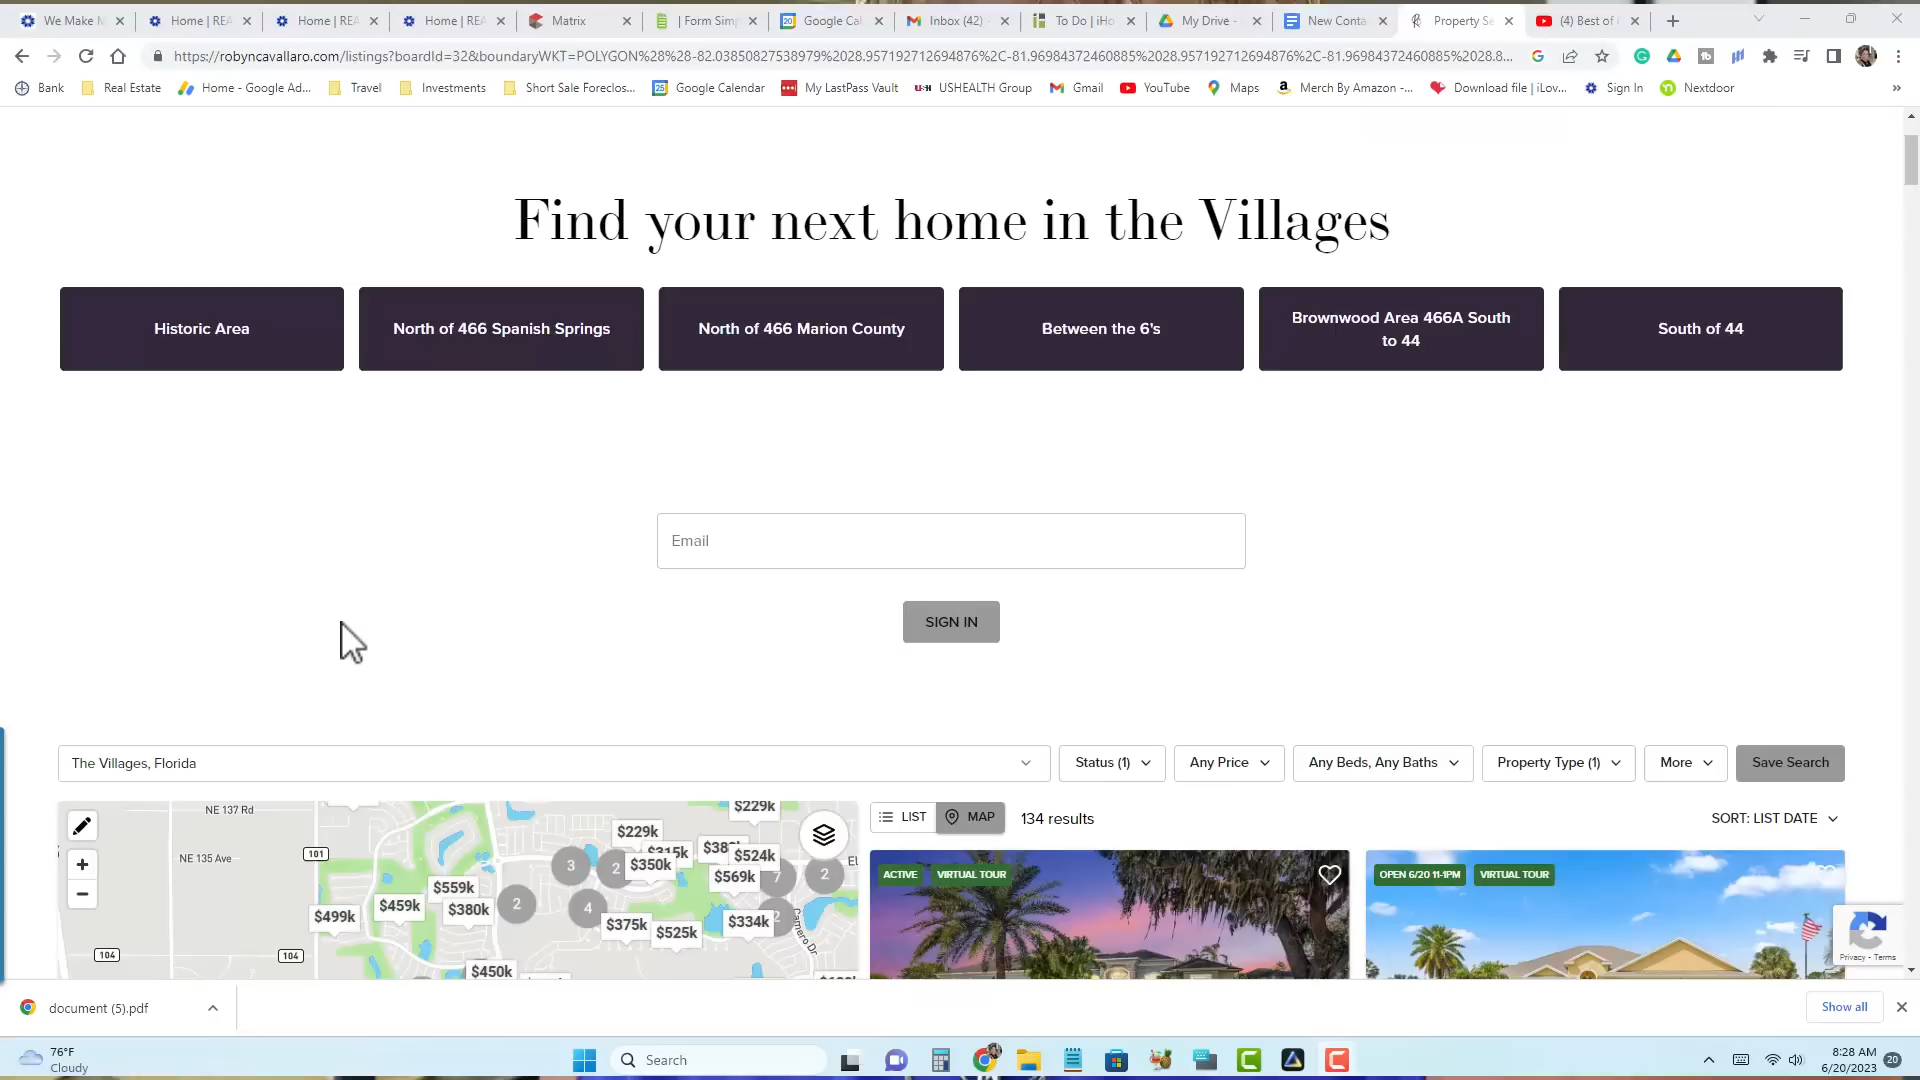 We Make M
Home | REA
Home | REA
Home | REA
Matrix
| Form Simp
Google Cal
Inbox (42) -
To Do | iHo
My Drive -
New Conta
Property Se
(4) Best of
https://robyncavallaro.com/listings?boardId=32&boundaryWKT=POLYGON%28%28-82.03850827538979%2028.957192712694876%2C-81.96984372460885%2028.957192712694876%2C-81.96984372460885%2028.8...
Bank
Real Estate
Home - Google Ad...
Travel
Investments
Short Sale Foreclos...
Google Calendar
My LastPass Vault
USHEALTH Group
Gmail
YouTube
Maps
Merch By Amazon -...
Download file | iLov...
Sign In
Nextdoor
»
Find your next home in the Villages
Historic Area
North of 466 Spanish Springs
North of 466 Marion County
Between the 6's
Brownwood Area 466A South
to 44
South of 44
Email
SIGN IN
The Villages, Florida
Status (1)
Any Price
Any Beds, Any Baths
Property Type (1)
More
Save Search
LIST
MAP
134 results
SORT: LIST DATE
NE 137 Rd
NE 135 Ave
101
104
104
$229k
$229k
$315k
$350k
$524k
$569k
$559k
$459k
$380k
$499k
$375k
$525k
$334k
$450k
3
2
7
2
2
4
2
Camero Dr
El
ACTIVE
VIRTUAL TOUR
OPEN 6/20 11-1PM
VIRTUAL TOUR
Privacy - Terms
document (5).pdf
Show all
76°F
Cloudy
Search
8:28 AM
6/20/2023
20